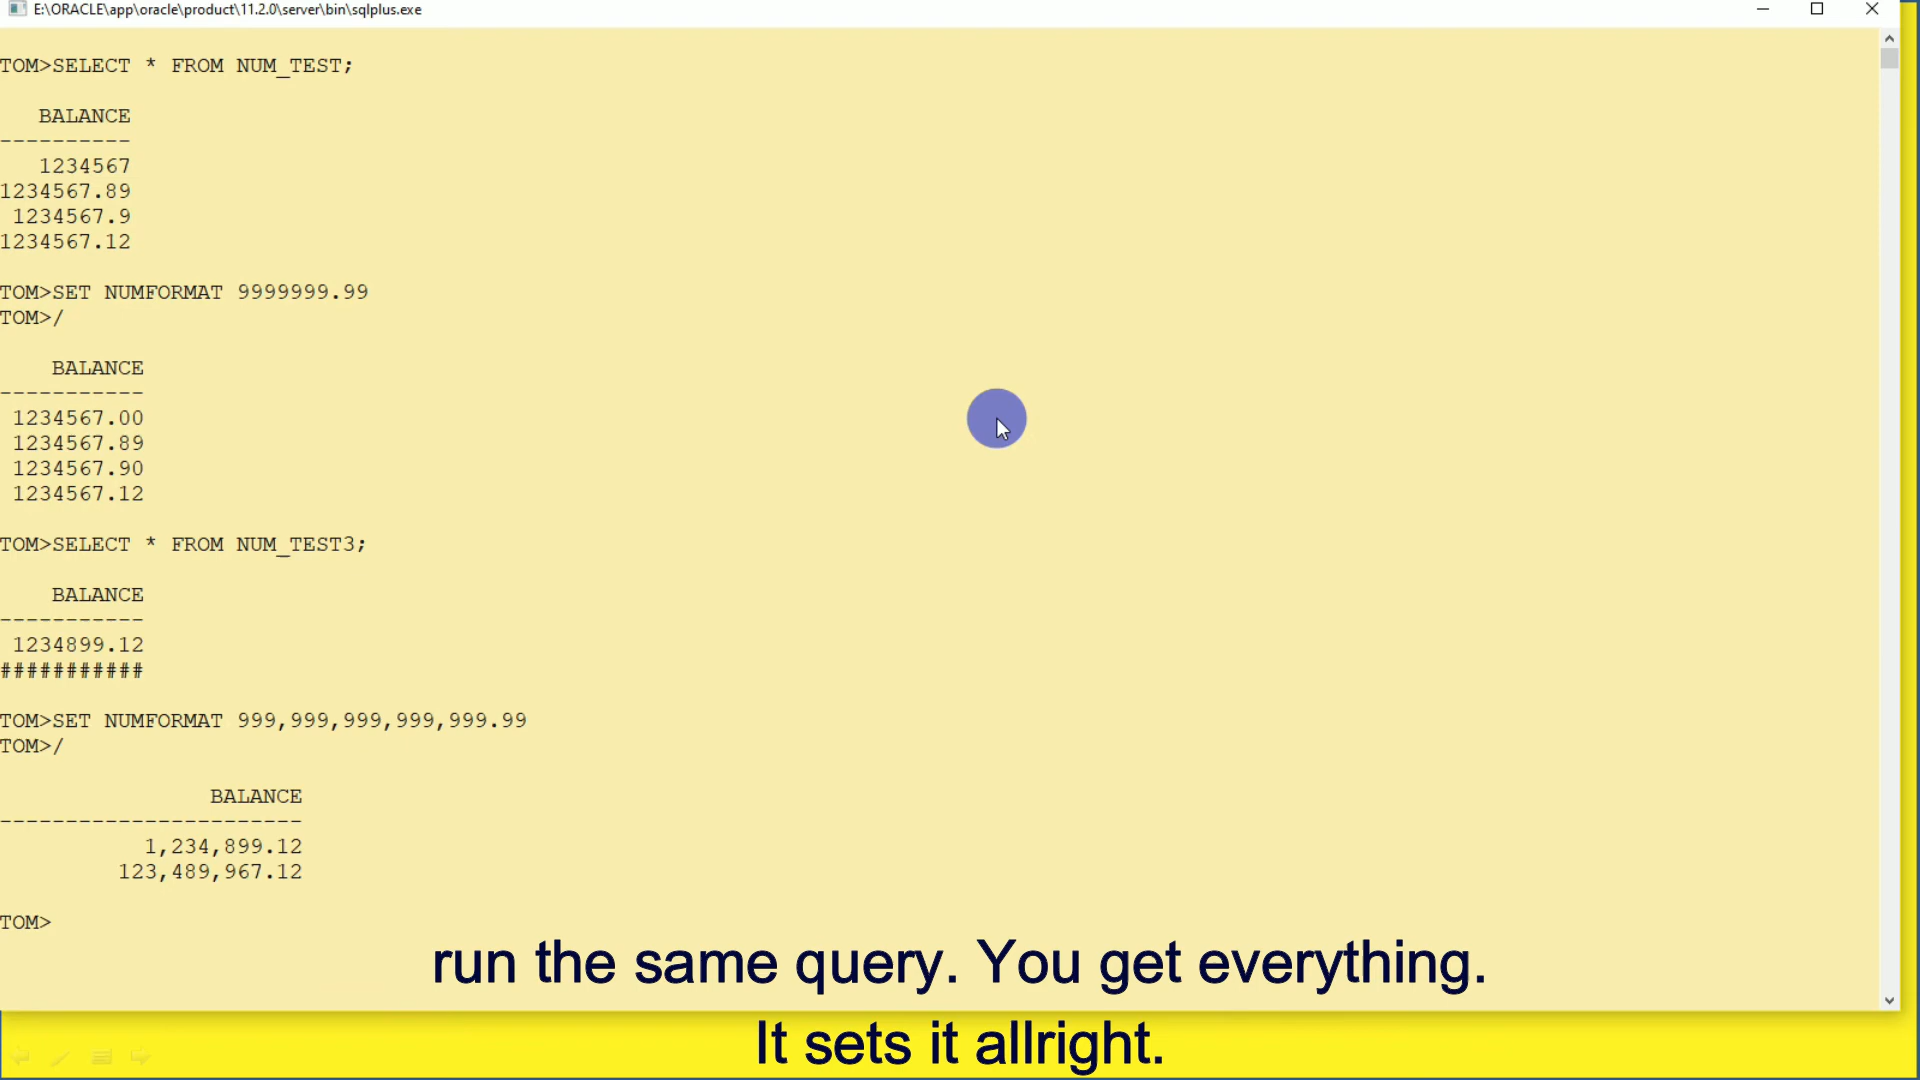 E:\ORACLE\app\oracle\product\11.2.0\server\bin\sqlplus.exe
TOM>SELECT * FROM NUM_TEST;
BALANCE
----------
1234567
1234567.89
1234567.9
1234567.12
TOM>SET NUMFORMAT 9999999.99
TOM>/
BALANCE
-----------
1234567.00
1234567.89
1234567.90
1234567.12
TOM>SELECT * FROM NUM_TEST3;
BALANCE
-----------
1234899.12
###########
TOM>SET NUMFORMAT 999,999,999,999,999.99
TOM>/
BALANCE
-----------------------
1,234,899.12
123,489,967.12
TOM>
run the same query. You get everything.
It sets it allright.